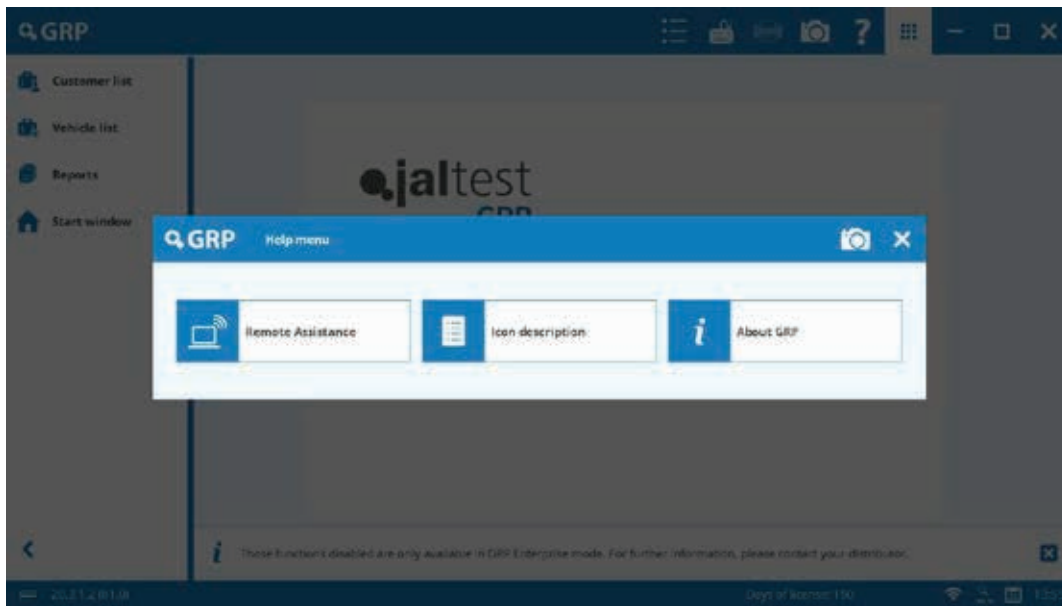 GRP
Customer list
Vehicle list
Reports
Start window
jaltest
GRP
GRP Help menu
Remote Assistance
Icon description
About GRP
Those functions disabled are only available in GRP Enterprise mode. For further information, please contact your distributor.
Days of license: 190